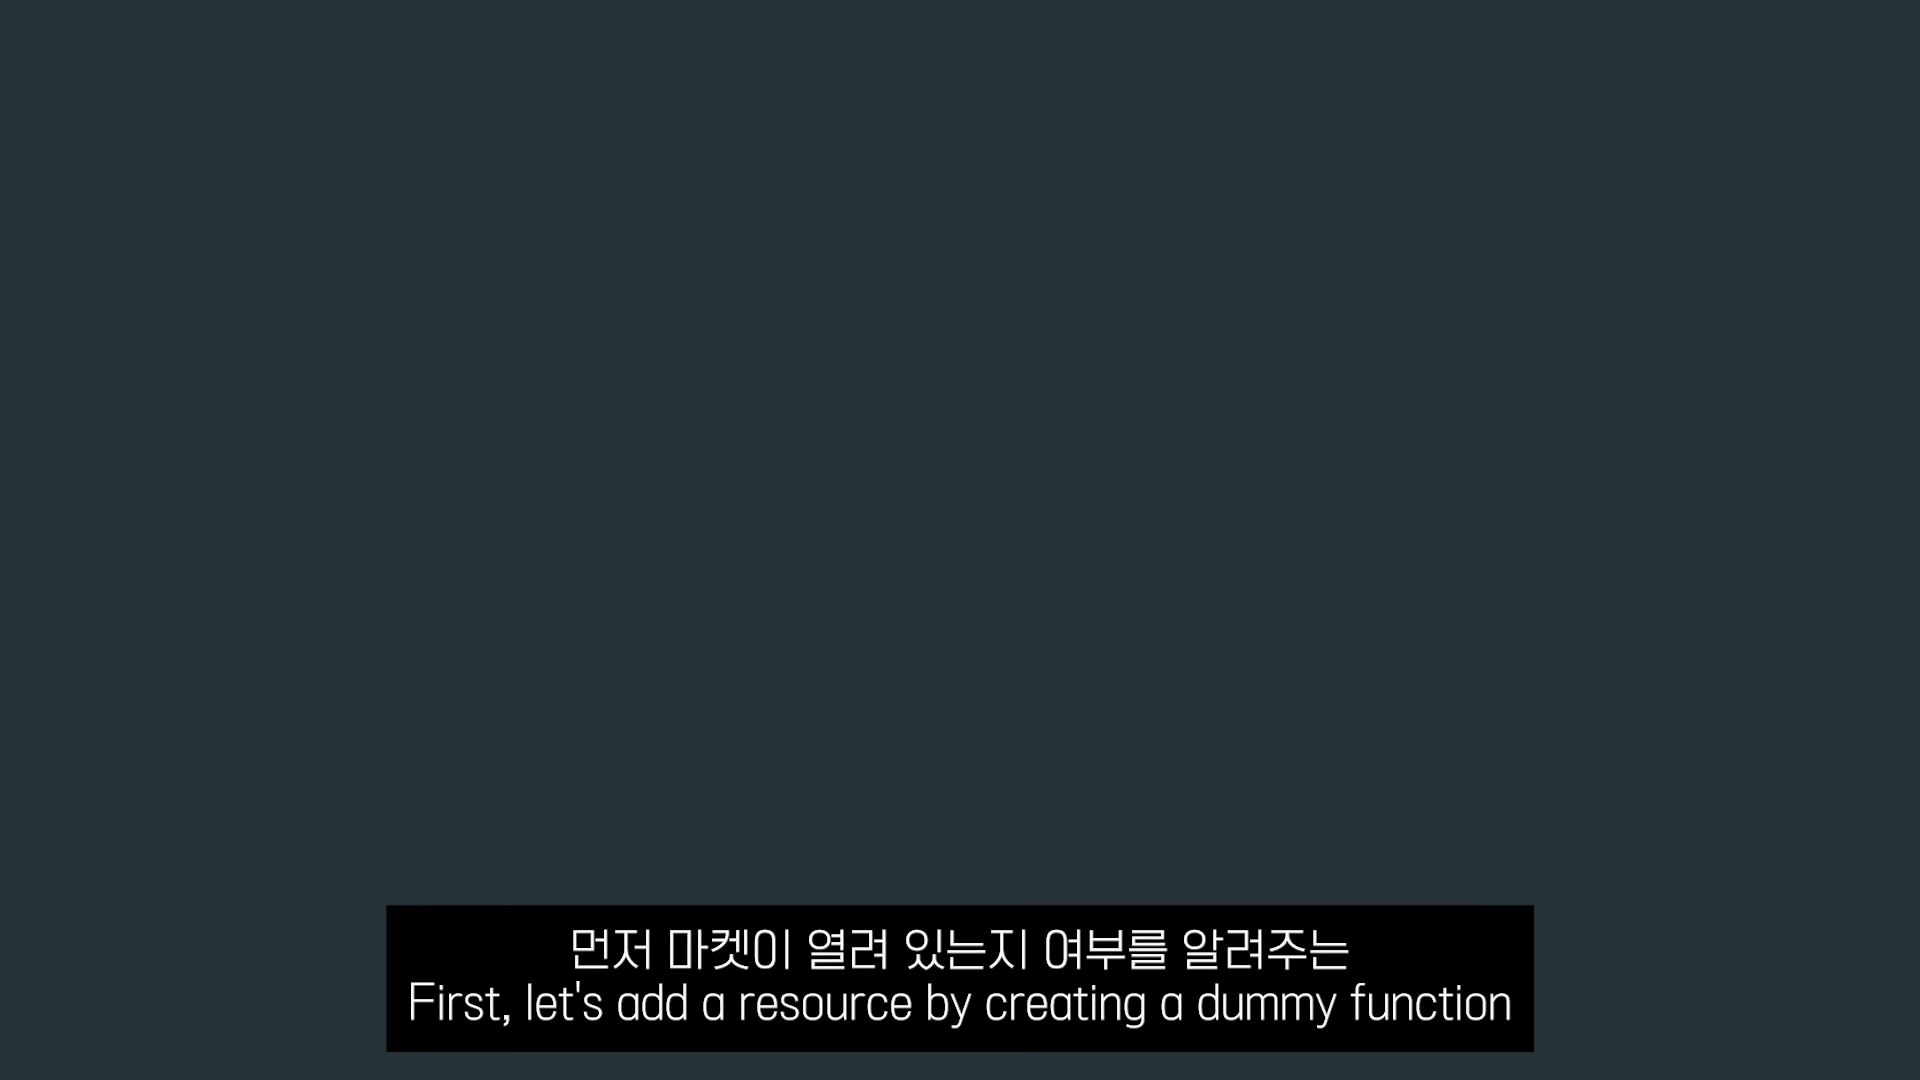 먼저 마켓이 열려 있는지 여부를 알려주는
First, let's add a resource by creating a dummy function